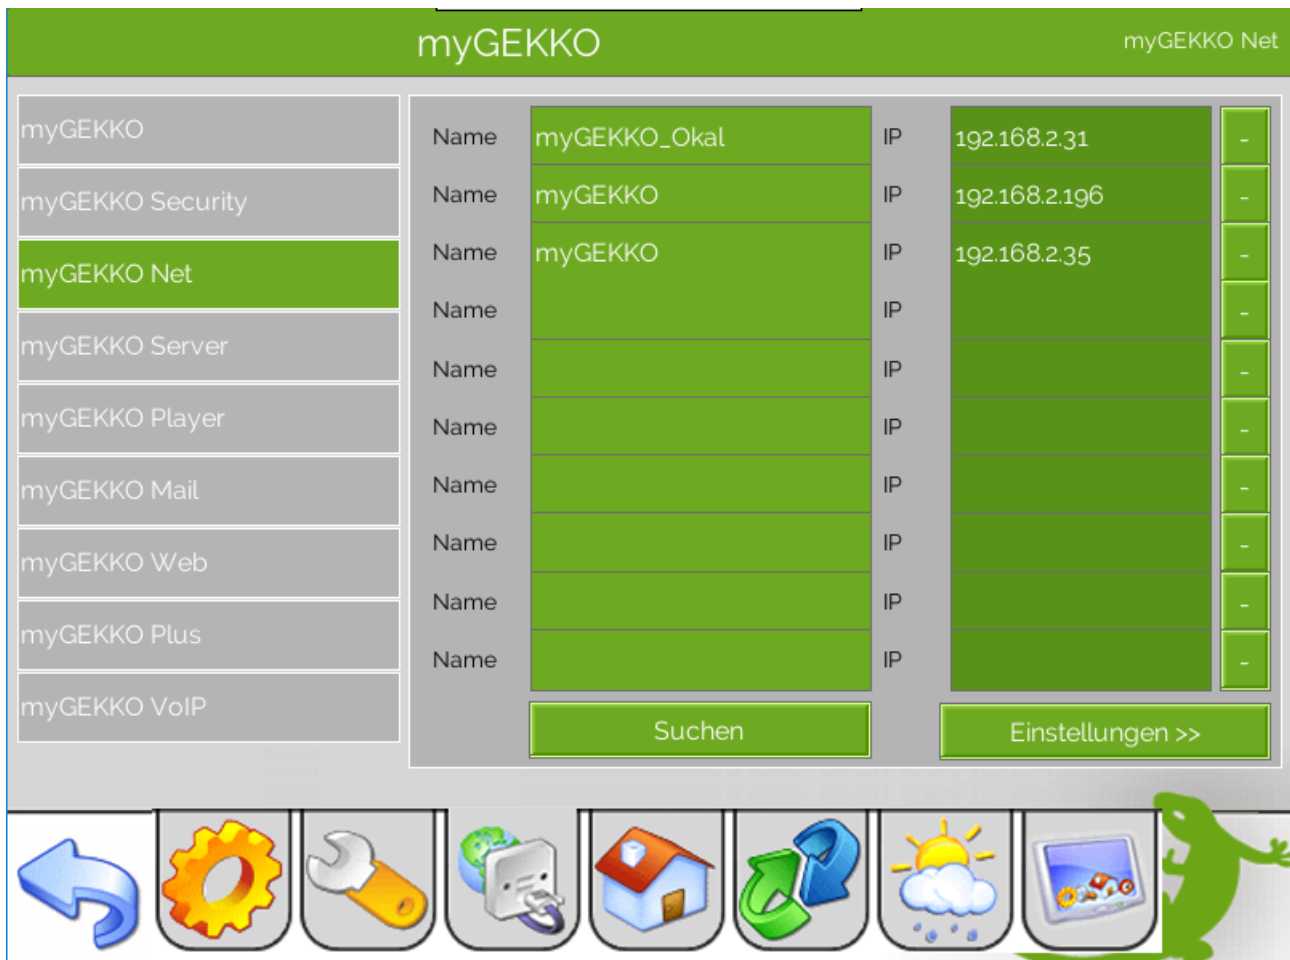 myGEKKO
myGEKKO Net
myGEKKO
myGEKKO Security
myGEKKO Net
myGEKKO Server
myGEKKO Player
myGEKKO Mail
myGEKKO Web
myGEKKO Plus
myGEKKO VoIP
Name myGEKKO_Okal IP 192.168.2.31 -
Name myGEKKO IP 192.168.2.196 -
Name myGEKKO IP 192.168.2.35 -
Name IP -
Name IP -
Name IP -
Name IP -
Name IP -
Name IP -
Name IP -
Suchen
Einstellungen >>